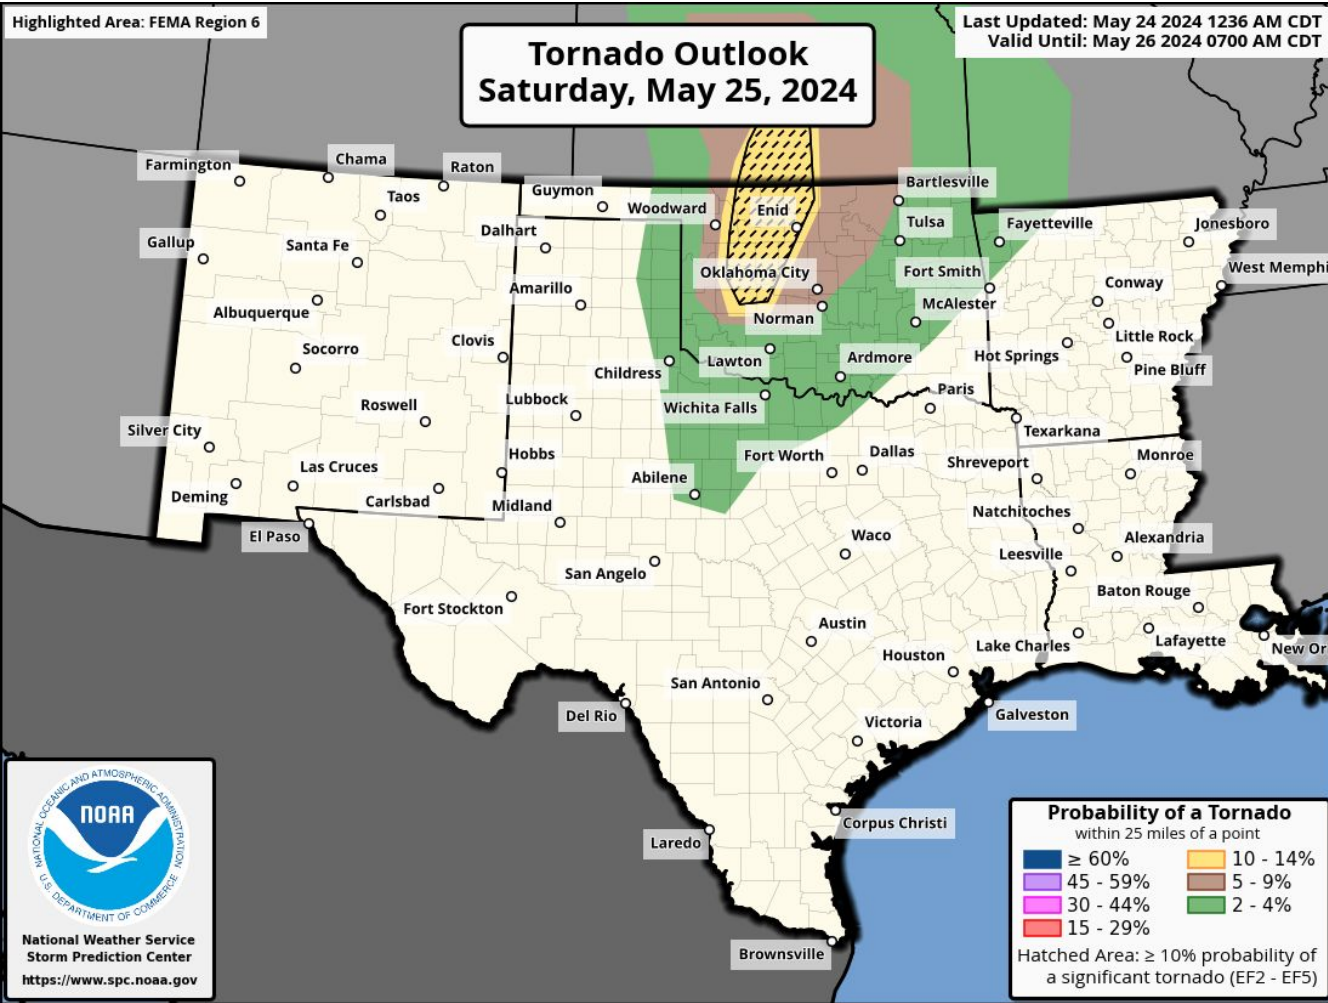 Highlighted Area: FEMA Region 6
Last Updated: May 24 2024 1236 AM CDT
Valid Until: May 26 2024 0700 AM CDT
Tornado Outlook
Saturday, May 25, 2024
Farmington
Chama
Raton
Taos
Guymon
Woodward
Enid
Bartlesville
Gallup
Santa Fe
Dalhart
Tulsa
Fayetteville
Jonesboro
Amarillo
Oklahoma City
Fort Smith
West Memphi
Albuquerque
Norman
McAlester
Conway
Socorro
Clovis
Childress
Lawton
Ardmore
Hot Springs
Little Rock
Pine Bluff
Roswell
Lubbock
Wichita Falls
Paris
Texarkana
Silver City
Las Cruces
Hobbs
Fort Worth
Dallas
Shreveport
Monroe
Deming
Carlsbad
Midland
Abilene
Natchitoches
El Paso
Waco
Leesville
Alexandria
San Angelo
Baton Rouge
Fort Stockton
Austin
Lake Charles
Lafayette
New Or
Houston
San Antonio
Del Rio
Victoria
Galveston
Laredo
Corpus Christi
Brownsville
NATIONAL OCEANIC AND ATMOSPHERIC ADMINISTRATION
NOAA
U.S. DEPARTMENT OF COMMERCE
National Weather Service
Storm Prediction Center
https://www.spc.noaa.gov
Probability of a Tornado
within 25 miles of a point
≥ 60%
45 - 59%
30 - 44%
15 - 29%
10 - 14%
5 - 9%
2 - 4%
Hatched Area: ≥ 10% probability of
a significant tornado (EF2 - EF5)